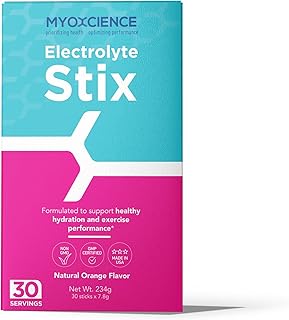 MYOXCIENCE
prioritizing health optimizing performance
Electrolyte
Stix
Formulated to support healthy
hydration and exercise
performance*
NON
GMO
GMP
CERTIFIED
MADE IN
USA
Natural Orange Flavor
30
SERVINGS
Net Wt. 234g
30 sticks x 7.8g